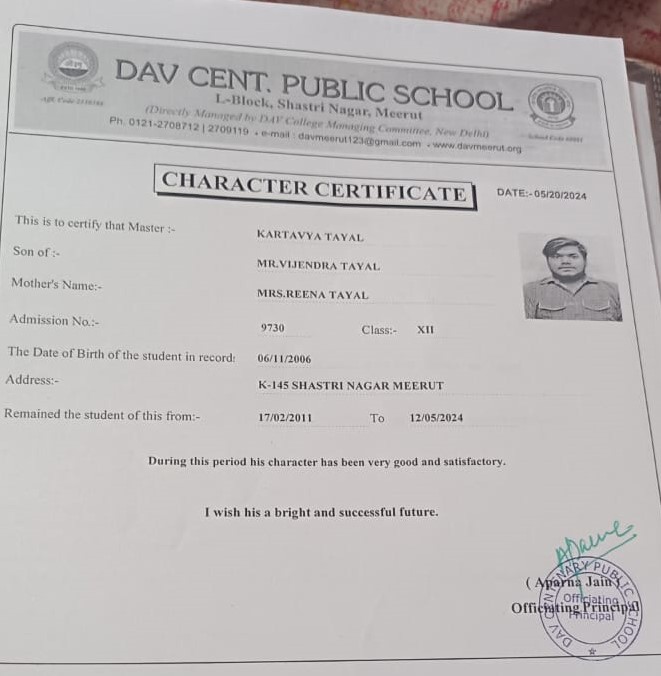 DAV CENT. PUBLIC SCHOOL
L-Block, Shastri Nagar, Meerut
(Directly Managed by DAV College Managing Committee, New Delhi)
Ph. 0121-2708712 | 2709119 • e-mail : davmeerut123@gmail.com • www.davmeerut.org
CHARACTER CERTIFICATE
DATE:- 05/20/2024
This is to certify that Master :- KARTAVYA TAYAL
Son of :- MR.VIJENDRA TAYAL
Mother's Name:- MRS.REENA TAYAL
Admission No.:- 9730 Class:- XII
The Date of Birth of the student in record: 06/11/2006
Address:- K-145 SHASTRI NAGAR MEERUT
Remained the student of this from:- 17/02/2011 To 12/05/2024
During this period his character has been very good and satisfactory.
I wish his a bright and successful future.
( Aparna Jain )
Officiating Principal
DAV CENTENARY PUBLIC SCHOOL
Officiating
Principal